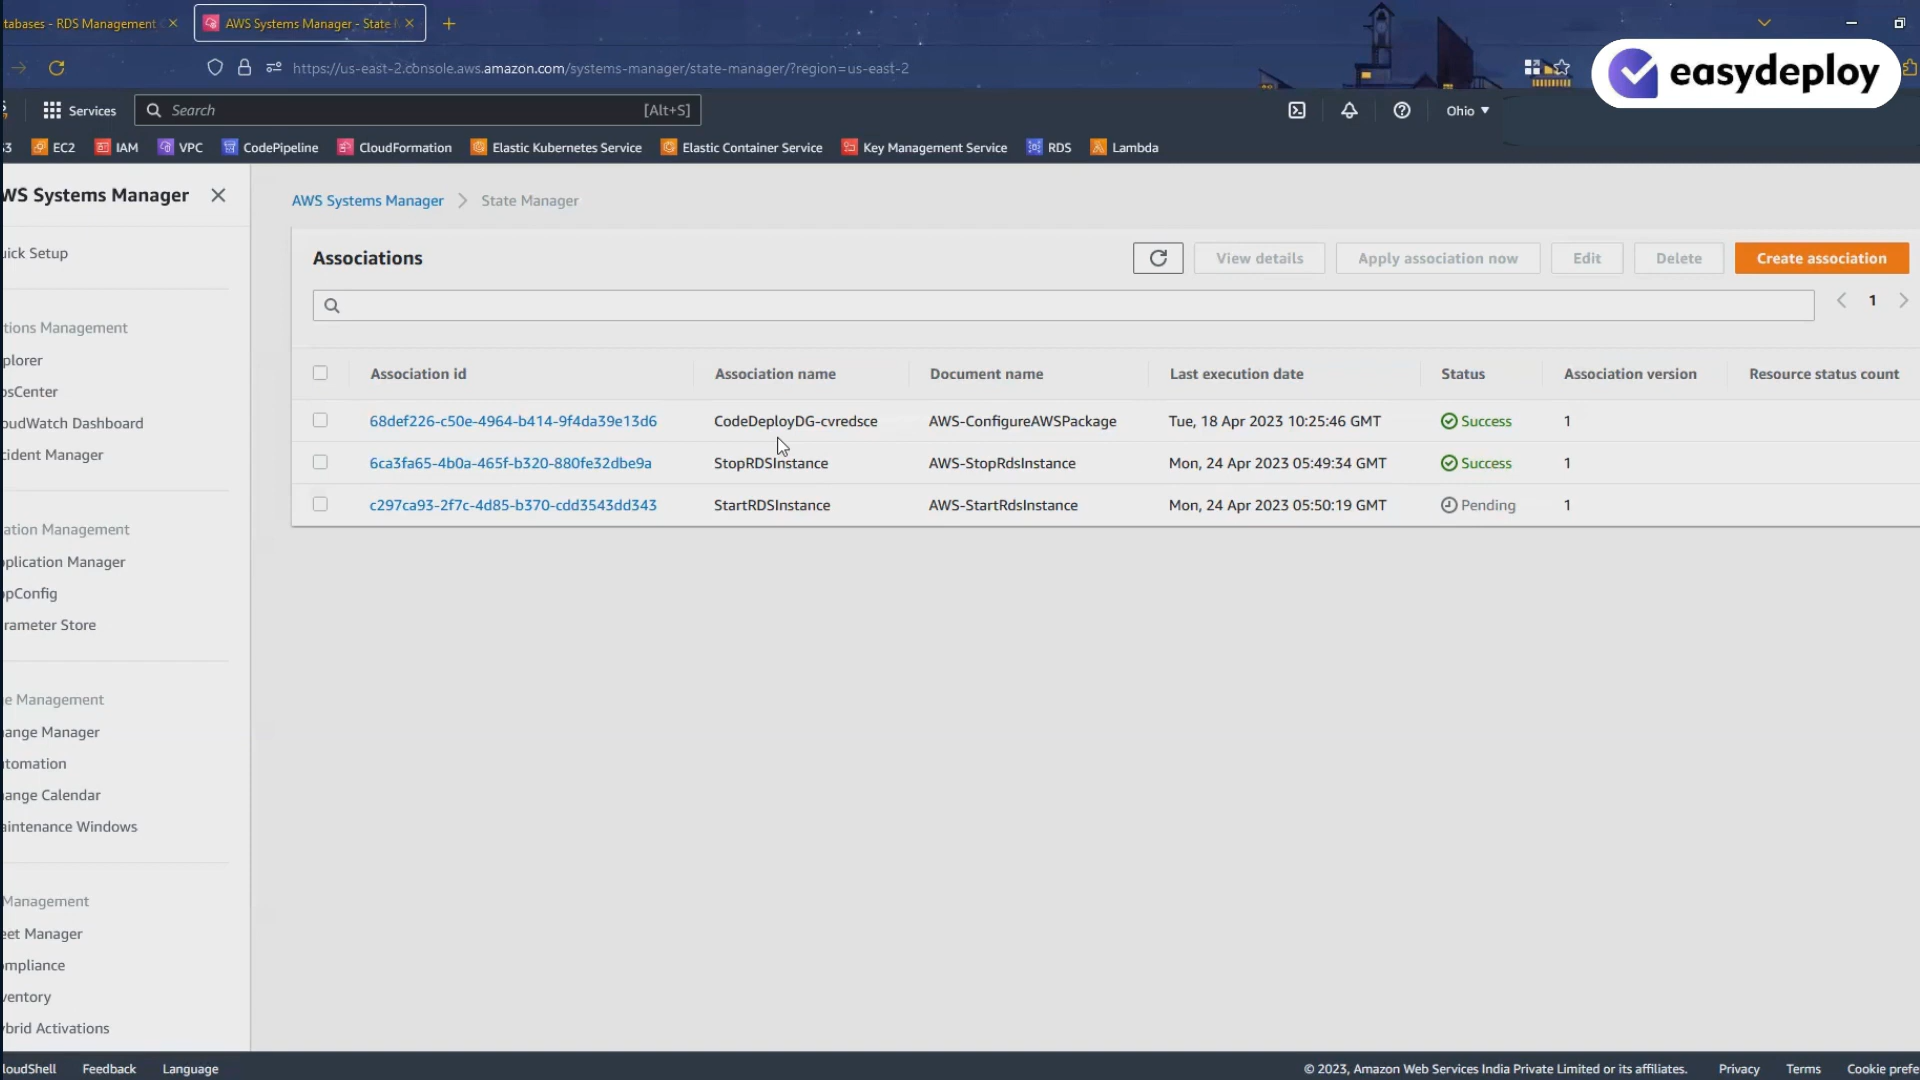 tabases - RDS Management
AWS Systems Manager - State
https://us-east-2.console.aws.amazon.com/systems-manager/state-manager/?region=us-east-2
easydeploy
Services
Search
[Alt+S]
Ohio
S3 EC2 IAM VPC CodePipeline CloudFormation Elastic Kubernetes Service Elastic Container Service Key Management Service RDS Lambda
WS Systems Manager
uick Setup
tions Management
plorer
psCenter
oudWatch Dashboard
cident Manager
ation Management
pplication Manager
ppConfig
rameter Store
e Management
ange Manager
utomation
ange Calendar
aintenance Windows
Management
eet Manager
ompliance
ventory
ybrid Activations
AWS Systems Manager State Manager
Associations
View details
Apply association now
Edit
Delete
Create association
1
Association id Association name Document name Last execution date Status Association version Resource status count
68def226-c50e-4964-b414-9f4da39e13d6 CodeDeployDG-cvredsce AWS-ConfigureAWSPackage Tue, 18 Apr 2023 10:25:46 GMT Success 1
6ca3fa65-4b0a-465f-b320-880fe32dbe9a StopRDSInstance AWS-StopRdsInstance Mon, 24 Apr 2023 05:49:34 GMT Success 1
c297ca93-2f7c-4d85-b370-cdd3543dd343 StartRDSInstance AWS-StartRdsInstance Mon, 24 Apr 2023 05:50:19 GMT Pending 1
loudShell Feedback Language
© 2023, Amazon Web Services India Private Limited or its affiliates. Privacy Terms Cookie prefe